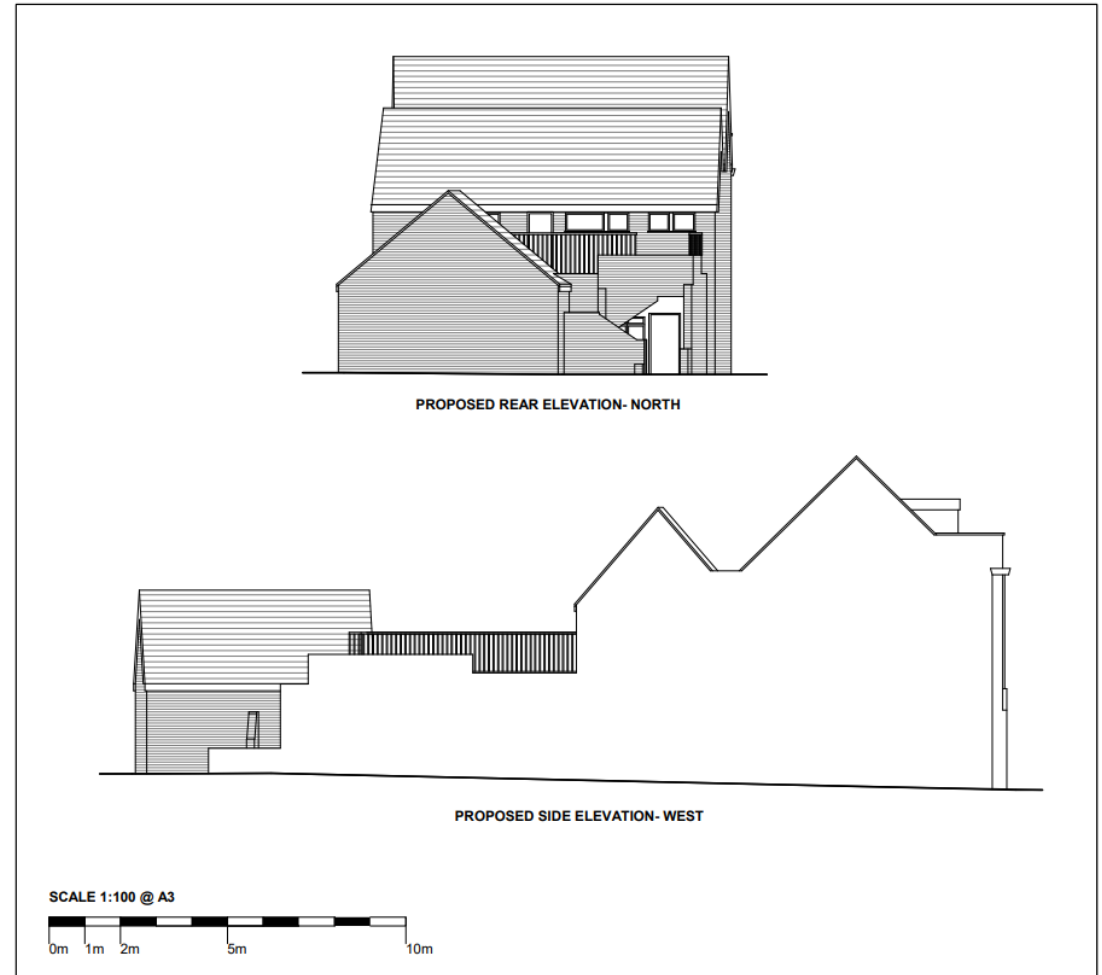 PROPOSED REAR ELEVATION- NORTH
PROPOSED SIDE ELEVATION- WEST
SCALE 1:100 @ A3
0m 1m 2m 5m 10m